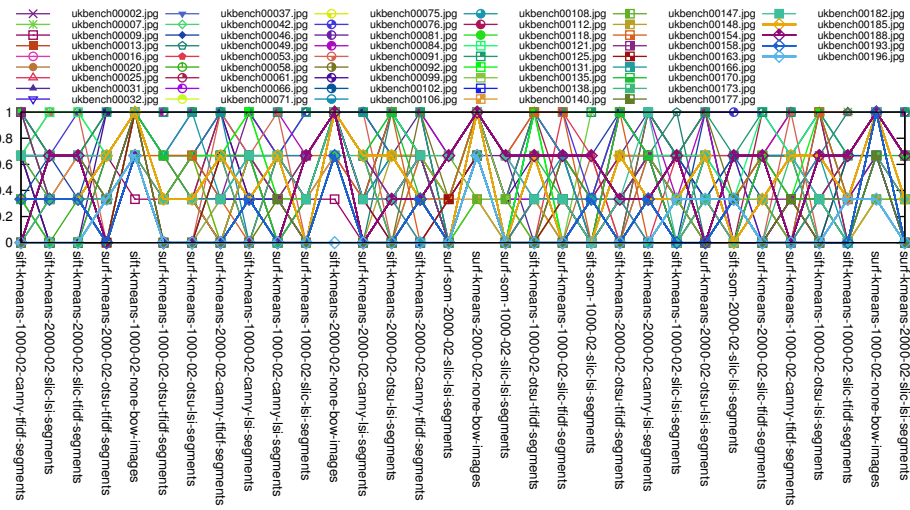 ukbench00002.jpg
ukbench00007.jpg
ukbench00009.jpg
ukbench00013.jpg
ukbench00016.jpg
ukbench00020.jpg
ukbench00025.jpg
ukbench00031.jpg
ukbench00032.jpg
ukbench00037.jpg
ukbench00042.jpg
ukbench00046.jpg
ukbench00049.jpg
ukbench00053.jpg
ukbench00058.jpg
ukbench00061.jpg
ukbench00066.jpg
ukbench00071.jpg
ukbench00075.jpg
ukbench00076.jpg
ukbench00081.jpg
ukbench00084.jpg
ukbench00091.jpg
ukbench00092.jpg
ukbench00099.jpg
ukbench00102.jpg
ukbench00106.jpg
ukbench00108.jpg
ukbench00112.jpg
ukbench00118.jpg
ukbench00121.jpg
ukbench00125.jpg
ukbench00131.jpg
ukbench00135.jpg
ukbench00138.jpg
ukbench00140.jpg
ukbench00147.jpg
ukbench00148.jpg
ukbench00154.jpg
ukbench00158.jpg
ukbench00163.jpg
ukbench00166.jpg
ukbench00170.jpg
ukbench00173.jpg
ukbench00177.jpg
ukbench00182.jpg
ukbench00185.jpg
ukbench00188.jpg
ukbench00193.jpg
ukbench00196.jpg
1
0.8
0.6
0.4
0.2
0
sift-kmeans-1000-02-canny-tfidf-segments
sift-kmeans-2000-02-slic-lsi-segments
sift-kmeans-2000-02-slic-tfidf-segments
surf-kmeans-2000-02-otsu-tfidf-segments
sift-kmeans-1000-02-none-bow-images
surf-kmeans-1000-02-otsu-tfidf-segments
surf-kmeans-1000-02-otsu-lsi-segments
surf-kmeans-2000-02-canny-tfidf-segments
sift-kmeans-1000-02-canny-lsi-segments
surf-kmeans-1000-02-canny-lsi-segments
surf-kmeans-1000-02-slic-lsi-segments
sift-kmeans-2000-02-none-bow-images
surf-kmeans-2000-02-canny-lsi-segments
sift-kmeans-2000-02-otsu-lsi-segments
sift-kmeans-2000-02-canny-tfidf-segments
surf-som-2000-02-slic-lsi-segments
surf-kmeans-2000-02-none-bow-images
surf-som-1000-02-slic-lsi-segments
sift-kmeans-1000-02-otsu-tfidf-segments
surf-kmeans-1000-02-slic-tfidf-segments
sift-som-1000-02-slic-lsi-segments
sift-kmeans-2000-02-otsu-tfidf-segments
sift-kmeans-2000-02-canny-lsi-segments
sift-kmeans-1000-02-slic-lsi-segments
surf-kmeans-2000-02-otsu-lsi-segments
sift-som-2000-02-slic-lsi-segments
surf-kmeans-2000-02-slic-tfidf-segments
surf-kmeans-1000-02-canny-tfidf-segments
sift-kmeans-1000-02-otsu-lsi-segments
sift-kmeans-1000-02-slic-tfidf-segments
surf-kmeans-1000-02-none-bow-images
surf-kmeans-2000-02-slic-lsi-segments